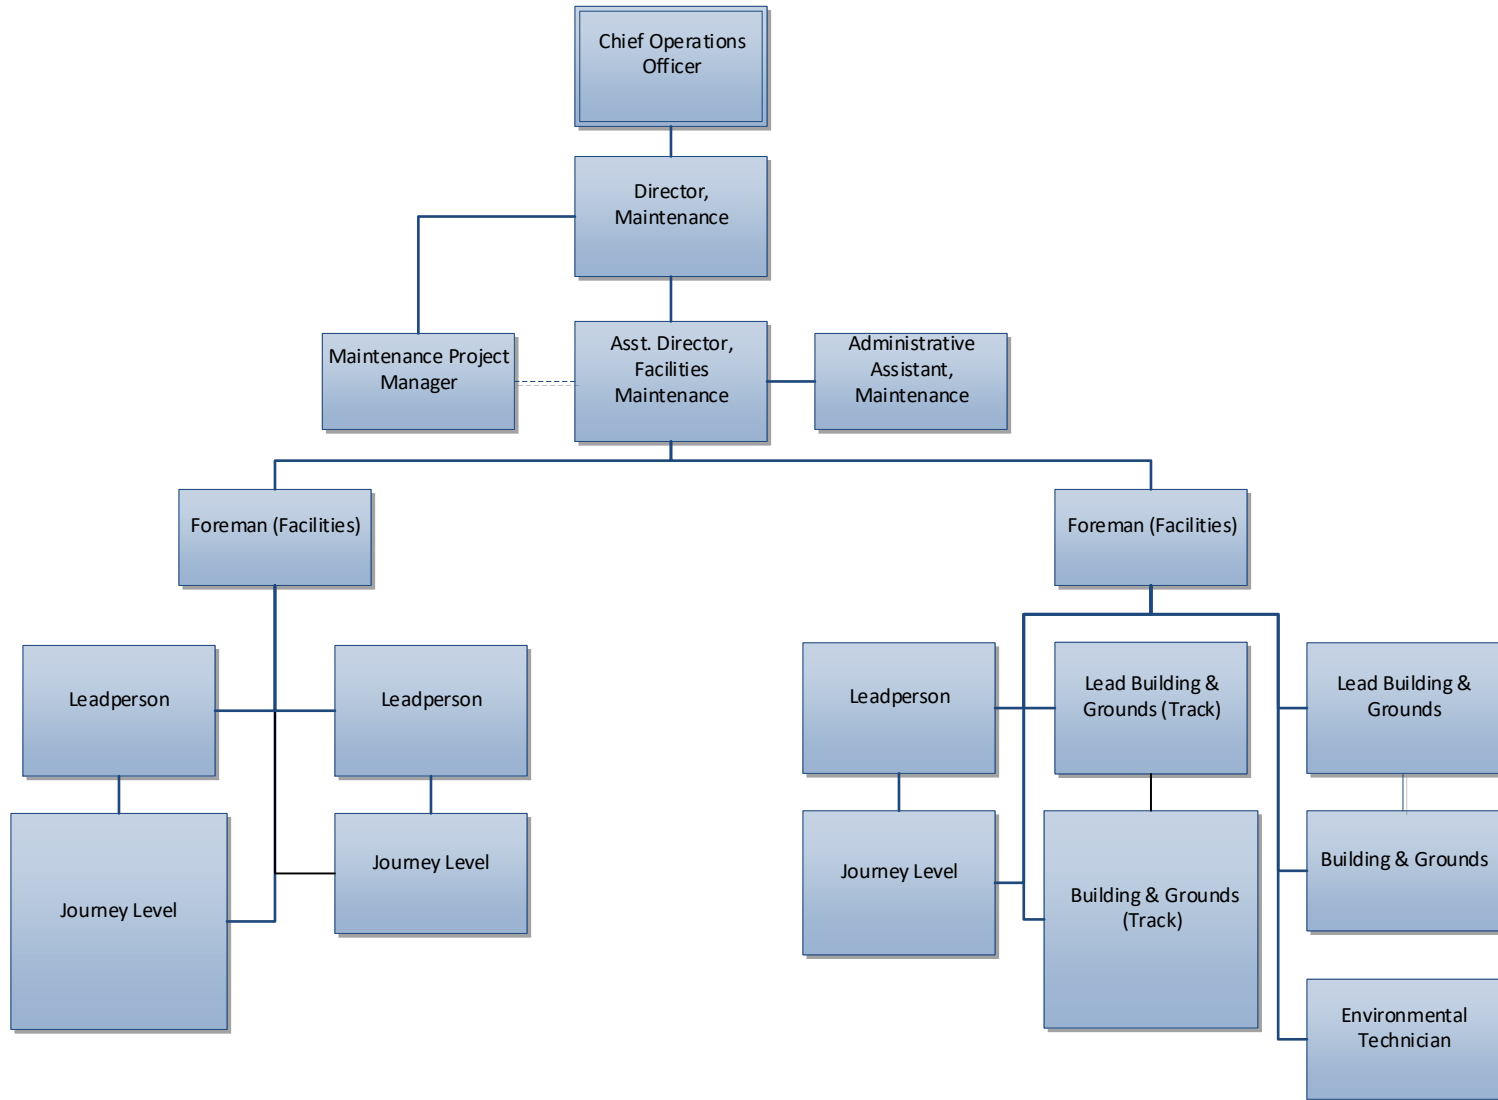 Chief Operations
Officer
Director,
Maintenance
Maintenance Project
Manager
Asst. Director,
Facilities
Maintenance
Administrative
Assistant,
Maintenance
Foreman (Facilities)
Foreman (Facilities)
Leadperson
Leadperson
Journey Level
Journey Level
Leadperson
Lead Building &
Grounds (Track)
Lead Building &
Grounds
Journey Level
Building & Grounds
(Track)
Building & Grounds
Environmental
Technician